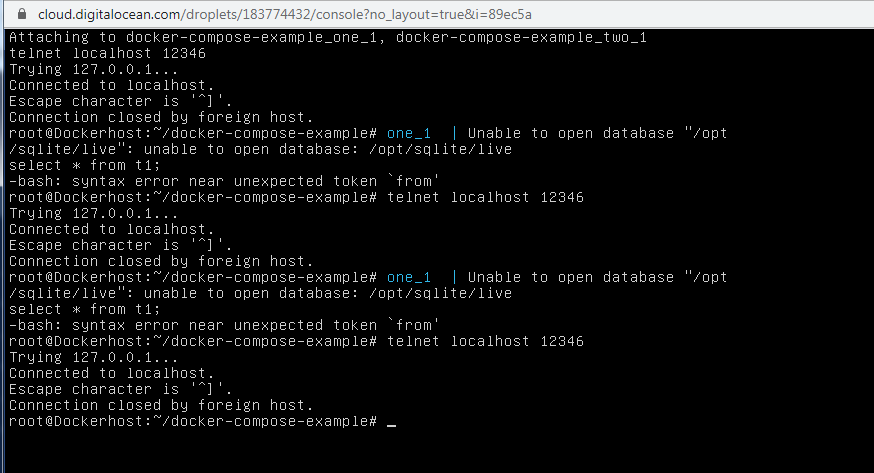 cloud.digitalocean.com/droplets/183774432/console?no_layout=true&i=89ec5a
Attaching to docker-compose-example_one_1, docker-compose-example_two_1
telnet localhost 12346
Trying 127.0.0.1...
Connected to localhost.
Escape character is '^]'.
Connection closed by foreign host.
root@Dockerhost:~/docker-compose-example# one_1  | Unable to open database "/opt
/sqlite/live": unable to open database: /opt/sqlite/live
select * from t1;
-bash: syntax error near unexpected token `from'
root@Dockerhost:~/docker-compose-example# telnet localhost 12346
Trying 127.0.0.1...
Connected to localhost.
Escape character is '^]'.
Connection closed by foreign host.
root@Dockerhost:~/docker-compose-example# one_1  | Unable to open database "/opt
/sqlite/live": unable to open database: /opt/sqlite/live
select * from t1;
-bash: syntax error near unexpected token `from'
root@Dockerhost:~/docker-compose-example# telnet localhost 12346
Trying 127.0.0.1...
Connected to localhost.
Escape character is '^]'.
Connection closed by foreign host.
root@Dockerhost:~/docker-compose-example# _